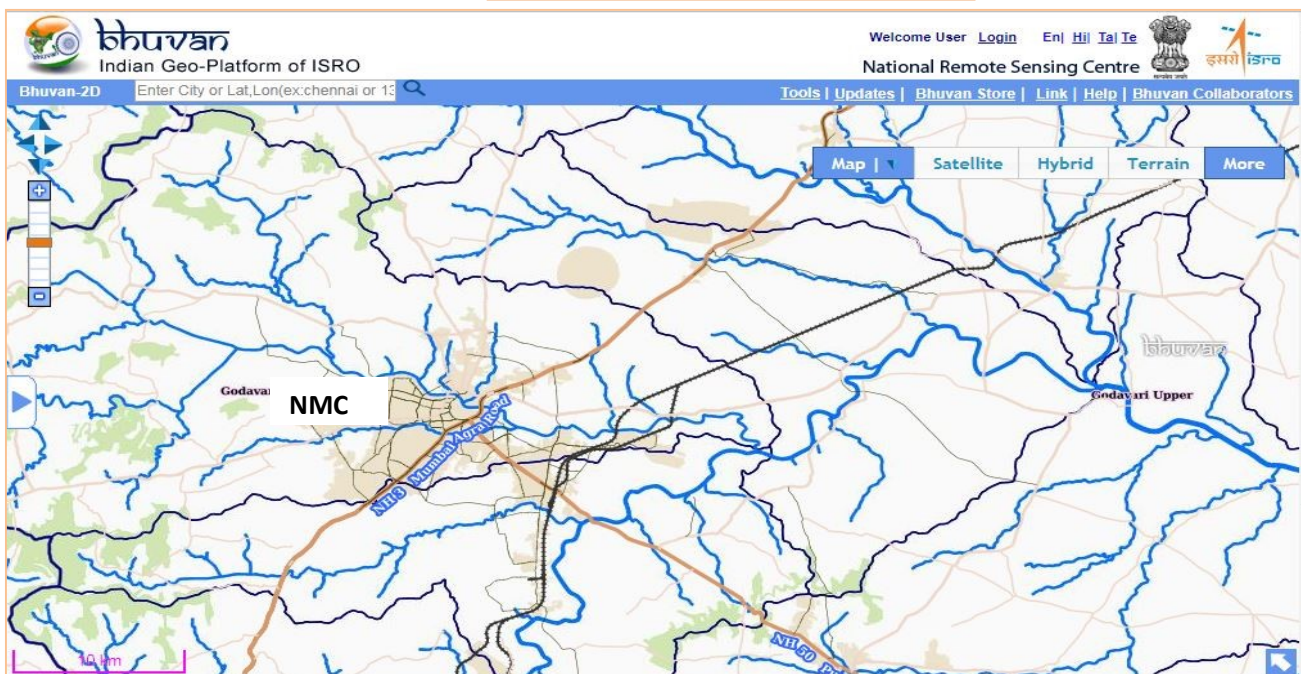 bhuvan
Indian Geo-Platform of ISRO
Welcome User Login En| Hi| Ta| Te
National Remote Sensing Centre
इसरो isro
Bhuvan-2D
Enter City or Lat,Lon(ex:chennai or 13
Tools | Updates | Bhuvan Store | Link | Help | Bhuvan Collaborators
Map | Satellite Hybrid Terrain More
bhuvan
Godavari Upper
Godava
NMC
NH 3 Mumbai Agra Road
NH 50
10 km